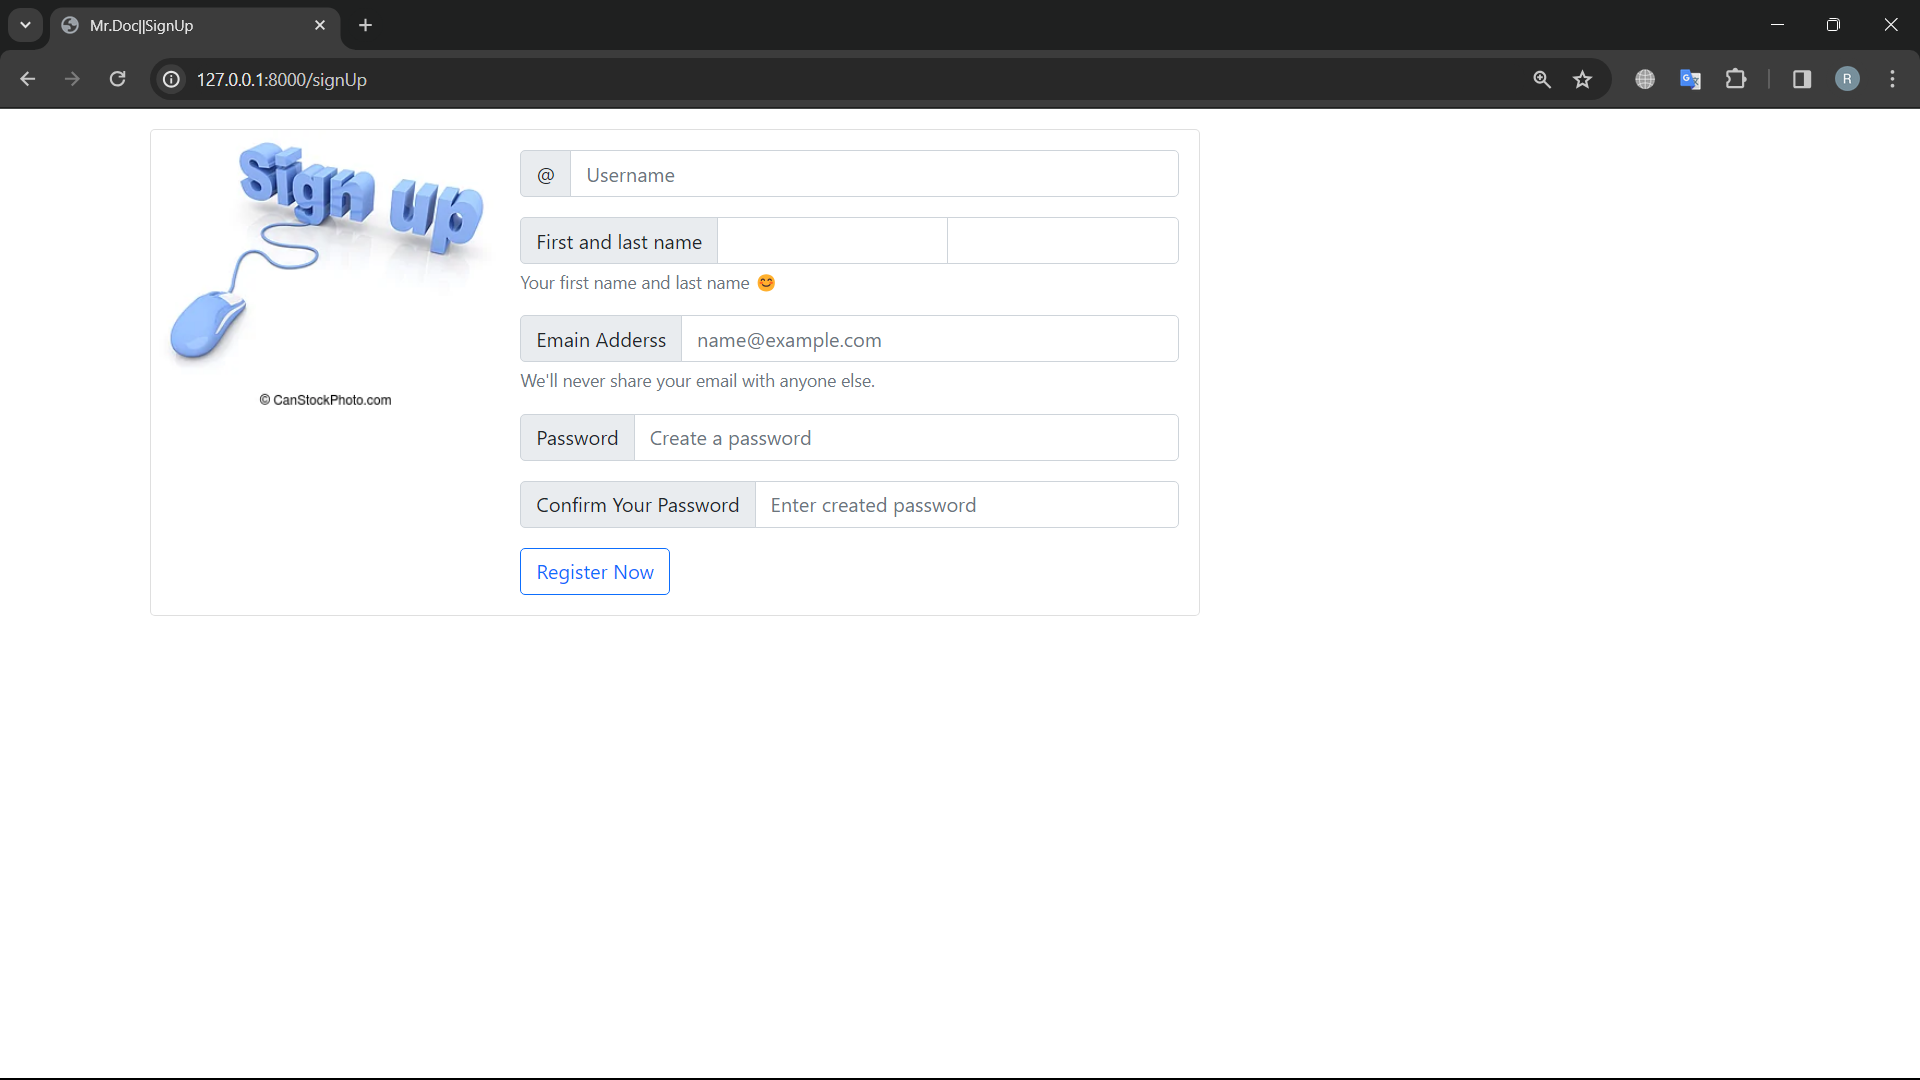 Mr.Doc||SignUp
127.0.0.1:8000/signUp
R
Sign up
© CanStockPhoto.com
@ Username
First and last name
Your first name and last name 😊
Emain Adderss name@example.com
We'll never share your email with anyone else.
Password Create a password
Confirm Your Password Enter created password
Register Now